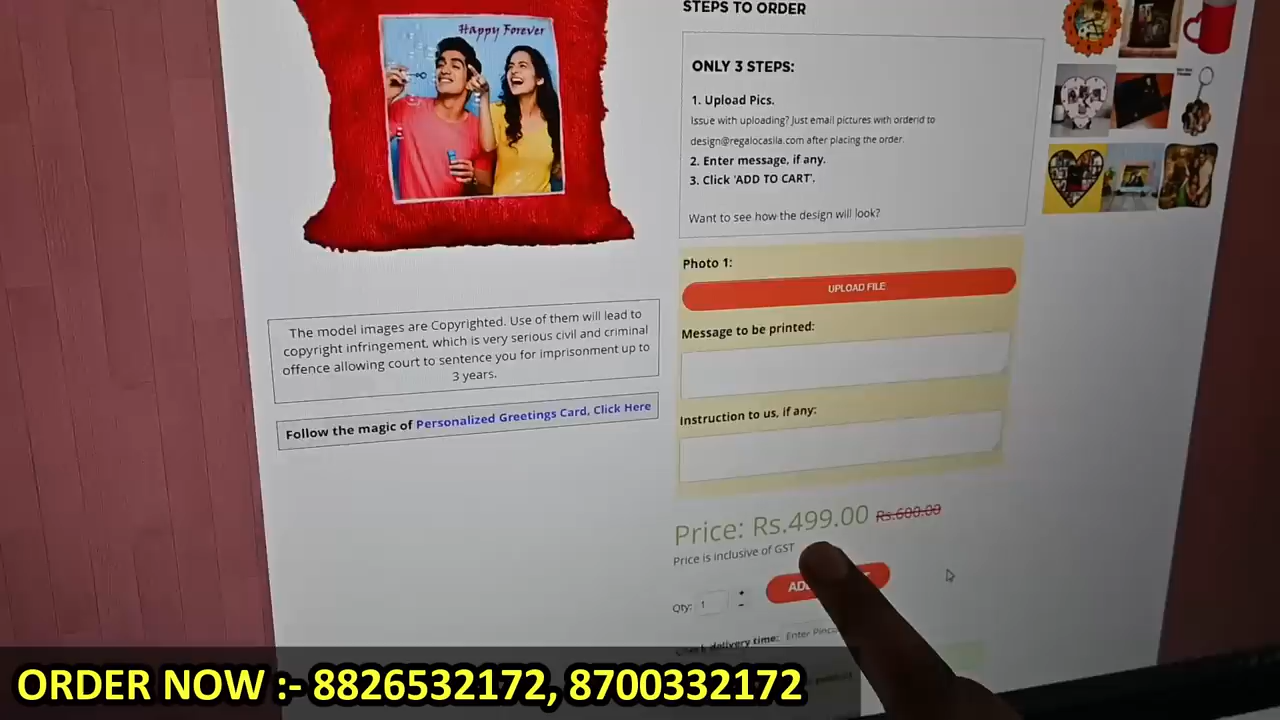 Happy Forever
STEPS TO ORDER
ONLY 3 STEPS:
1. Upload Pics.
Issue with uploading? Just email pictures with orderid to
design@regalocasila.com after placing the order.
2. Enter message, if any.
3. Click 'ADD TO CART'.
Want to see how the design will look?
Photo 1:
UPLOAD FILE
Message to be printed:
Instruction to us, if any:
The model images are Copyrighted. Use of them will lead to
copyright infringement, which is very serious civil and criminal
offence allowing court to sentence you for imprisonment up to
3 years.
Follow the magic of Personalized Greetings Card, Click Here
Price: Rs.499.00 Rs.600.00
Price is inclusive of GST
Qty: 1
delivery time: Enter
ORDER NOW :- 8826532172, 8700332172